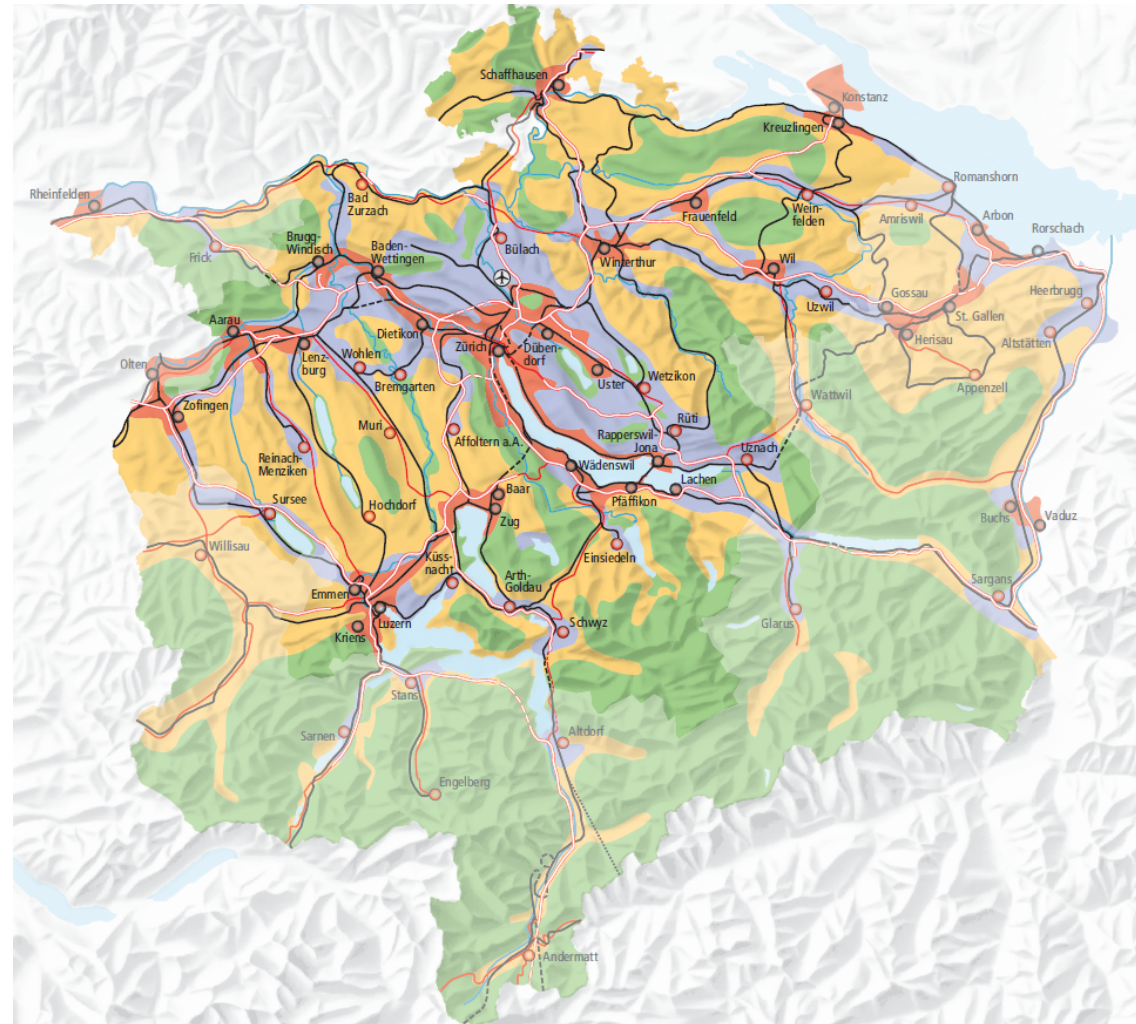 Schaffhausen
Konstanz
Kreuzlingen
Rheinfelden
Bad
Zurzach
Romanshorn
Frauenfeld
Wein-
felden
Amriswil
Arbon
Rorschach
Brugg-
Windisch
Baden-
Wettingen
Frick
Bülach
Winterthur
Wil
Uzwil
Gossau
Heerbrugg
St. Gallen
Aarau
Dietikon
Zürich
Düben-
dorf
Herisau
Altstätten
Olten
Lenz-
burg
Wohlen
Bremgarten
Uster
Wetzikon
Appenzell
Wattwil
Zofingen
Muri
Affoltern a.A.
Rüti
Rapperswil-
Jona
Uznach
Reinach-
Menziken
Wädenswil
Lachen
Sursee
Hochdorf
Baar
Zug
Pfäffikon
Buchs
Vaduz
Willisau
Küss-
nacht
Arth-
Goldau
Einsiedeln
Sargans
Emmen
Luzern
Kriens
Schwyz
Glarus
Stans
Sarnen
Altdorf
Engelberg
Andermatt